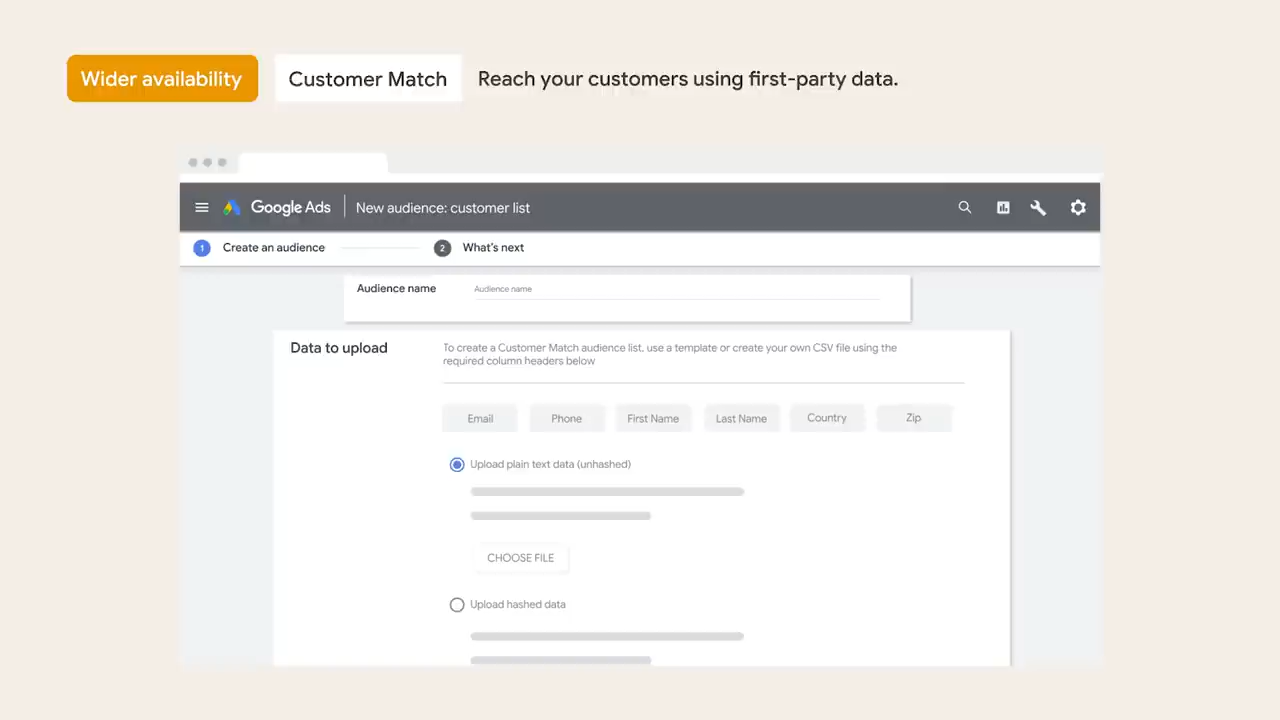 Wider availability Customer Match Reach your customers using first-party data.
Google Ads New audience: customer list
1 Create an audience 2 What's next
Audience name Audience name
Data to upload To create a Customer Match audience list, use a template or create your own CSV file using the
required column headers below
Email Phone First Name Last Name Country Zip
Upload plain text data (unhashed)
CHOOSE FILE
Upload hashed data